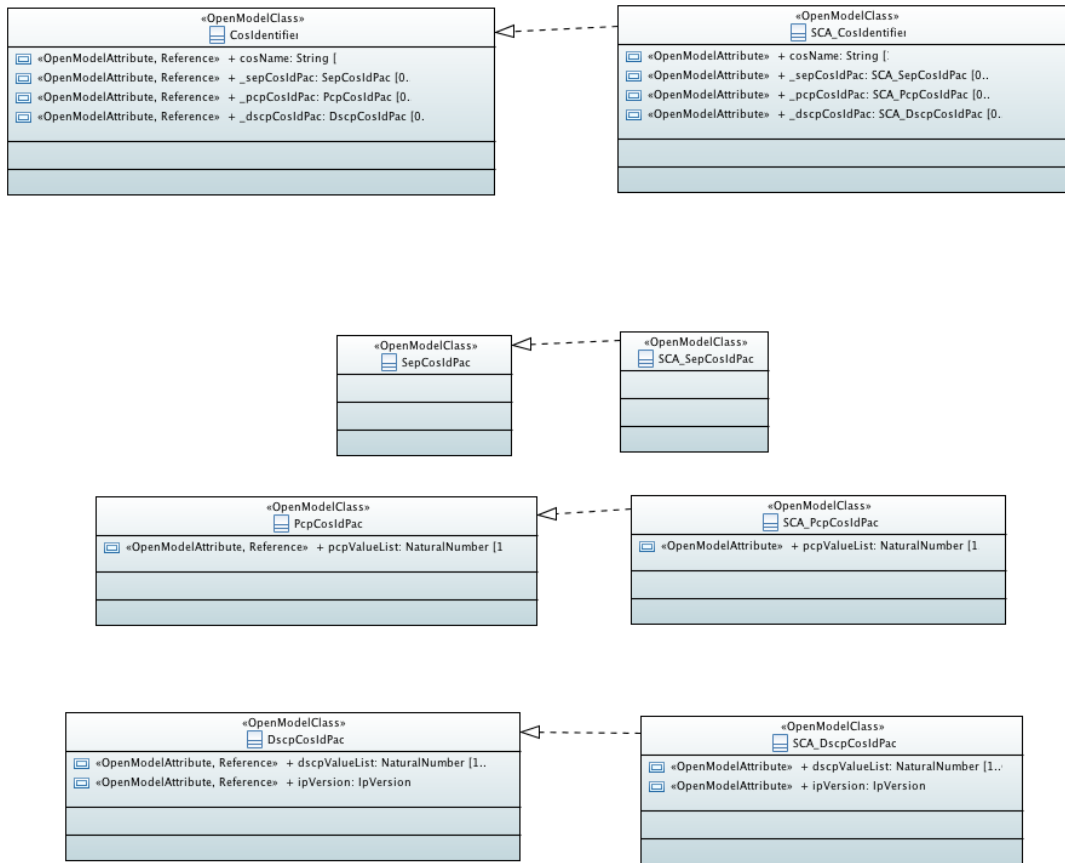 «OpenModelClass»
CosIdentifier
«OpenModelAttribute, Reference» + cosName: String [
«OpenModelAttribute, Reference» + _sepCosIdPac: SepCosIdPac [0.
«OpenModelAttribute, Reference» + _pcpCosIdPac: PcpCosIdPac [0.
«OpenModelAttribute, Reference» + _dscpCosIdPac: DscpCosIdPac [0.
«OpenModelClass»
SCA_CosIdentifier
«OpenModelAttribute» + cosName: String [
«OpenModelAttribute» + _sepCosIdPac: SCA_SepCosIdPac [0..
«OpenModelAttribute» + _pcpCosIdPac: SCA_PcpCosIdPac [0..
«OpenModelAttribute» + _dscpCosIdPac: SCA_DscpCosIdPac [0.
«OpenModelClass»
SepCosIdPac
«OpenModelClass»
SCA_SepCosIdPac
«OpenModelClass»
PcpCosIdPac
«OpenModelAttribute, Reference» + pcpValueList: NaturalNumber [1
«OpenModelClass»
SCA_PcpCosIdPac
«OpenModelAttribute» + pcpValueList: NaturalNumber [1
«OpenModelClass»
DscpCosIdPac
«OpenModelAttribute, Reference» + dscpValueList: NaturalNumber [1..
«OpenModelAttribute, Reference» + ipVersion: IpVersion
«OpenModelClass»
SCA_DscpCosIdPac
«OpenModelAttribute» + dscpValueList: NaturalNumber [1..
«OpenModelAttribute» + ipVersion: IpVersion